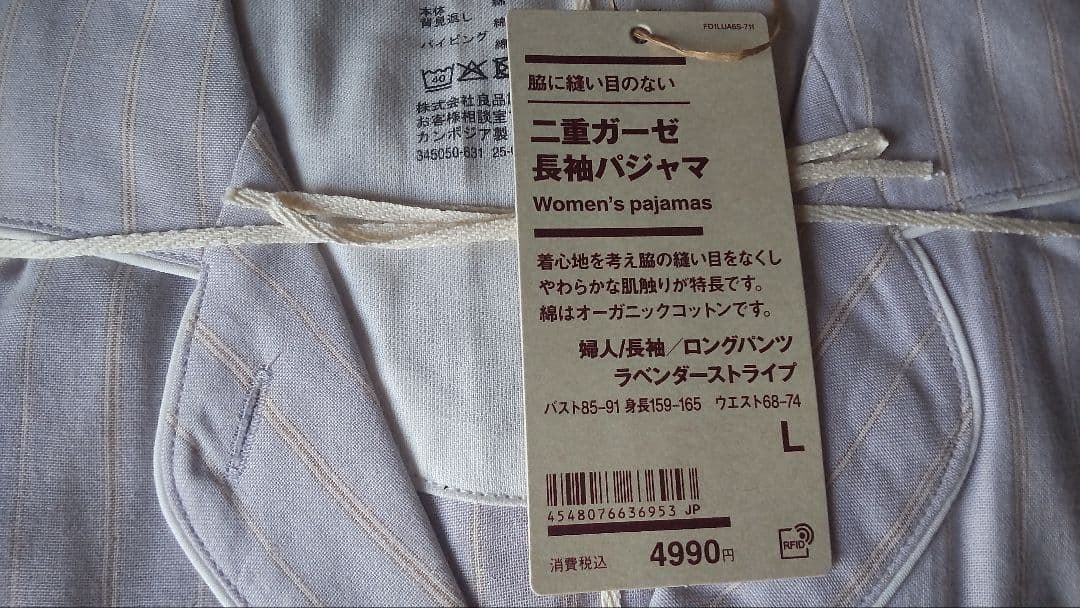 本体 綿
背見返し 綿
パイピング 綿
40
株式会社良品
お客様相談室
カンボジア製
345050-631 25-
FD1LUA6S-711
脇に縫い目のない
二重ガーゼ
長袖パジャマ
Women's pajamas
着心地を考え脇の縫い目をなくし
やわらかな肌触りが特長です。
綿はオーガニックコットンです。
婦人/長袖/ロングパンツ
ラベンダーストライプ
バスト85-91 身長159-165 ウエスト68-74
L
4548076636953 JP
消費税込 4990円
RFID